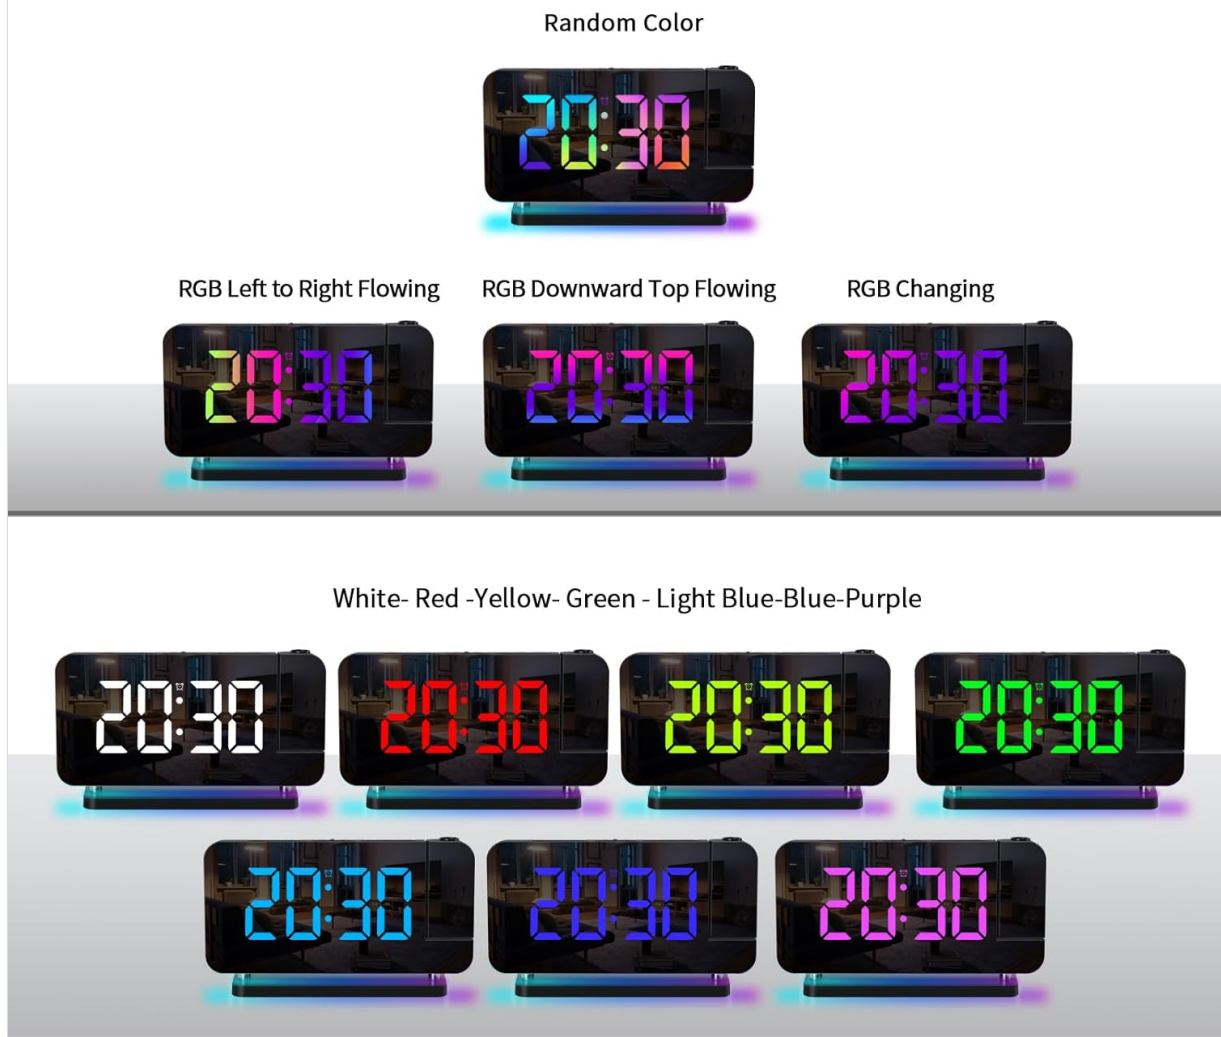 Random Color
20:30
RGB Left to Right Flowing
RGB Downward Top Flowing
RGB Changing
20:30
20:30
20:30
White- Red -Yellow- Green - Light Blue-Blue-Purple
20:30
20:30
20:30
20:30
20:30
20:30
20:30